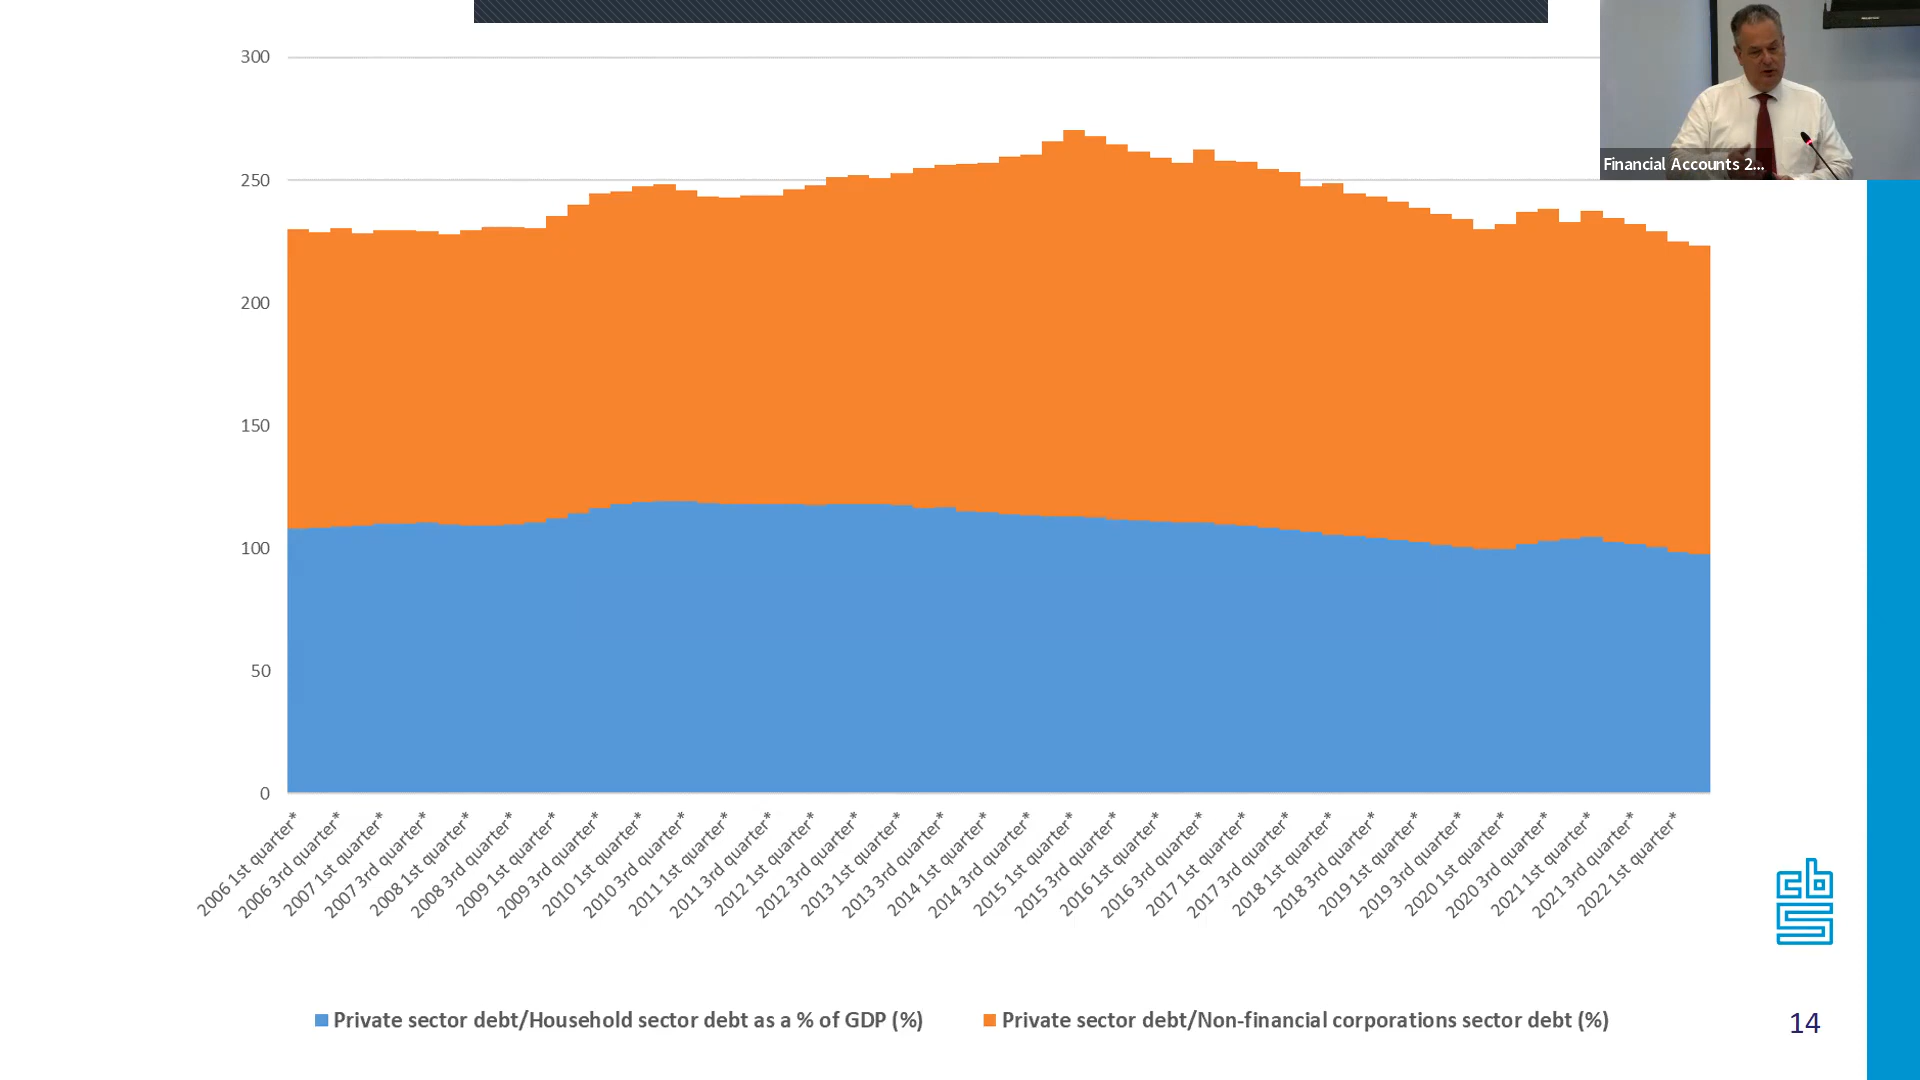 300
250
200
150
100
50
0
Financial Accounts 2...
2006 1st quarter*
2006 3rd quarter*
2007 1st quarter*
2007 3rd quarter*
2008 1st quarter*
2008 3rd quarter*
2009 1st quarter*
2009 3rd quarter*
2010 1st quarter*
2010 3rd quarter*
2011 1st quarter*
2011 3rd quarter*
2012 1st quarter*
2012 3rd quarter*
2013 1st quarter*
2013 3rd quarter*
2014 1st quarter*
2014 3rd quarter*
2015 1st quarter*
2015 3rd quarter*
2016 1st quarter*
2016 3rd quarter*
2017 1st quarter*
2017 3rd quarter*
2018 1st quarter*
2018 3rd quarter*
2019 1st quarter*
2019 3rd quarter*
2020 1st quarter*
2020 3rd quarter*
2021 1st quarter*
2021 3rd quarter*
2022 1st quarter*
cbs
Private sector debt/Household sector debt as a % of GDP (%)
Private sector debt/Non-financial corporations sector debt (%)
14